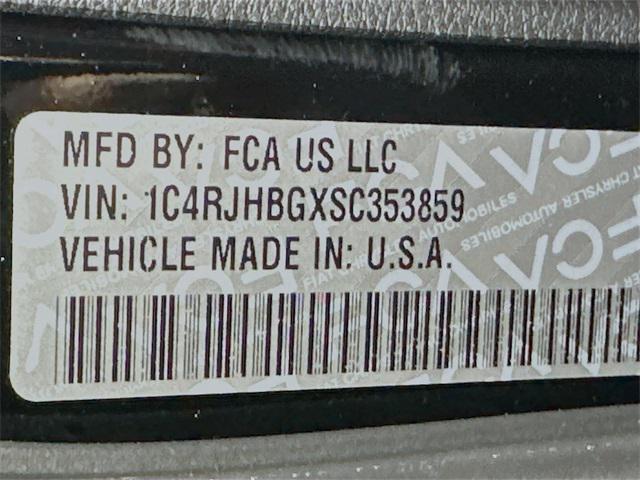 MFD BY: FCA US LLC
VIN: 1C4RJHBGXSC353859
VEHICLE MADE IN: U.S.A.